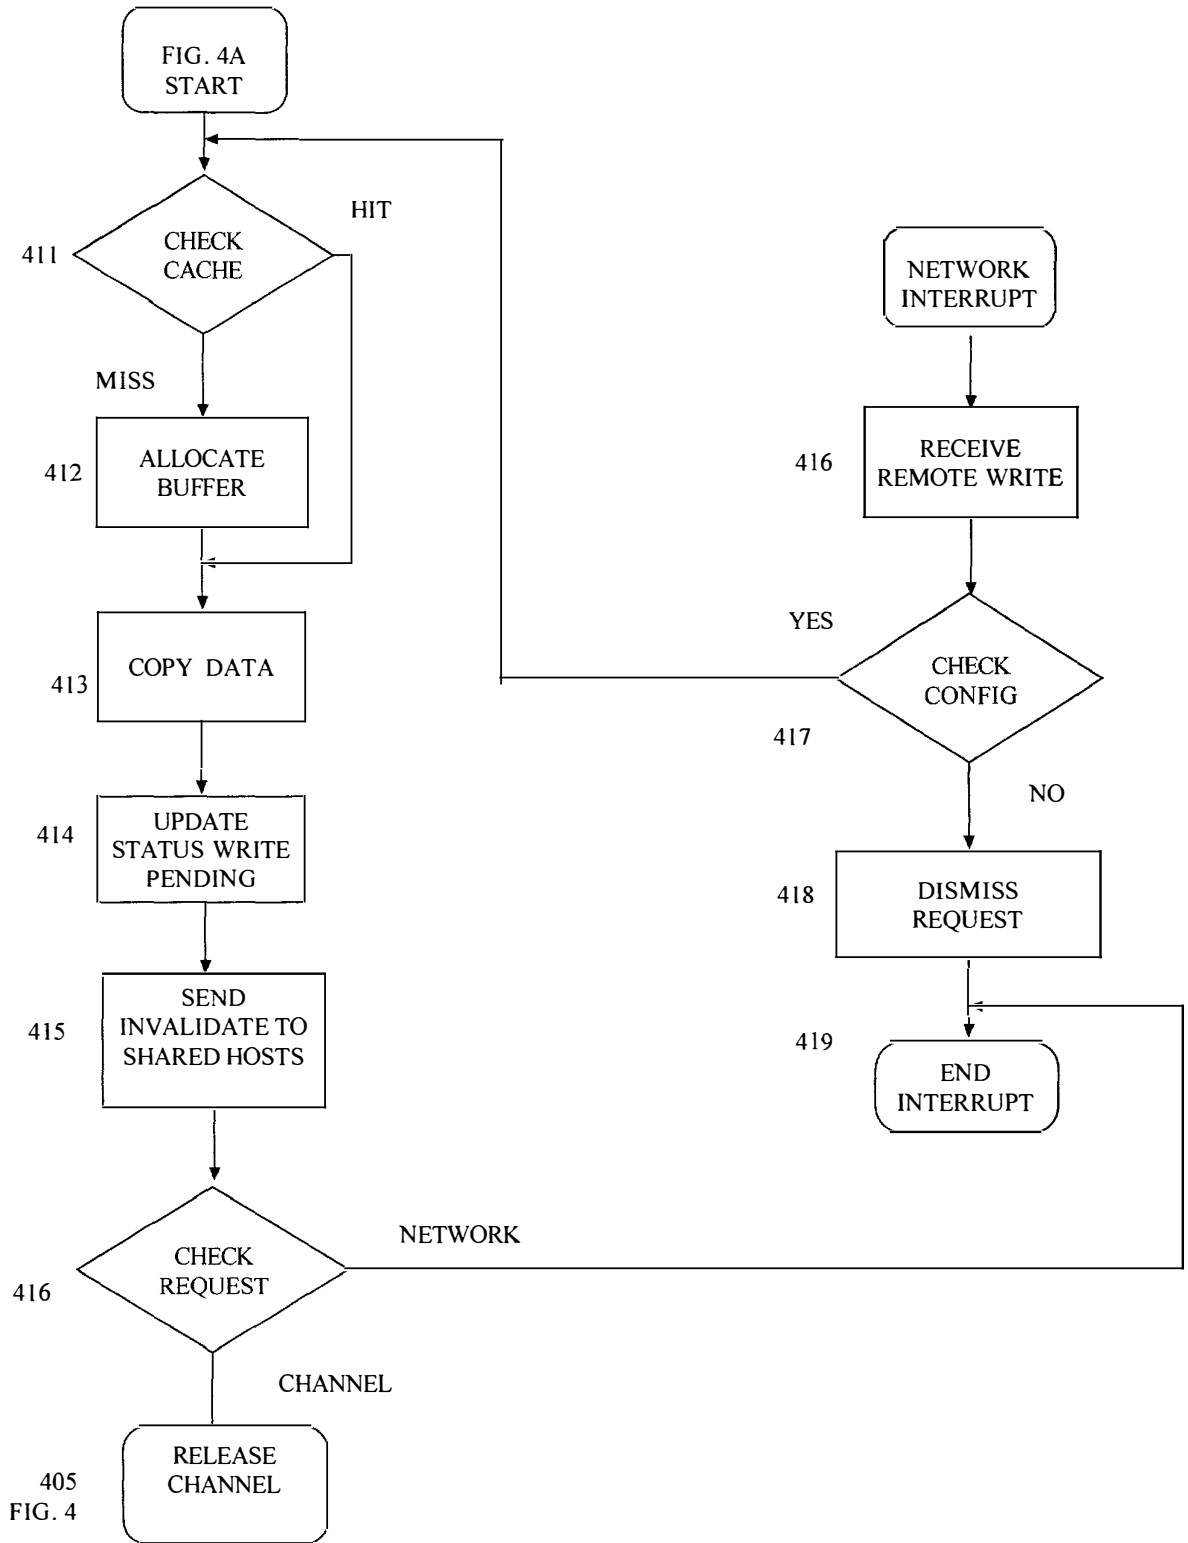 FIG. 4A
START
HIT
411
CHECK
CACHE
MISS
412
ALLOCATE
BUFFER
413
COPY DATA
414
UPDATE
STATUS WRITE
PENDING
415
SEND
INVALIDATE TO
SHARED HOSTS
416
CHECK
REQUEST
NETWORK
CHANNEL
RELEASE
CHANNEL
405
FIG. 4
NETWORK
INTERRUPT
416
RECEIVE
REMOTE WRITE
YES
CHECK
CONFIG
417
NO
418
DISMISS
REQUEST
419
END
INTERRUPT